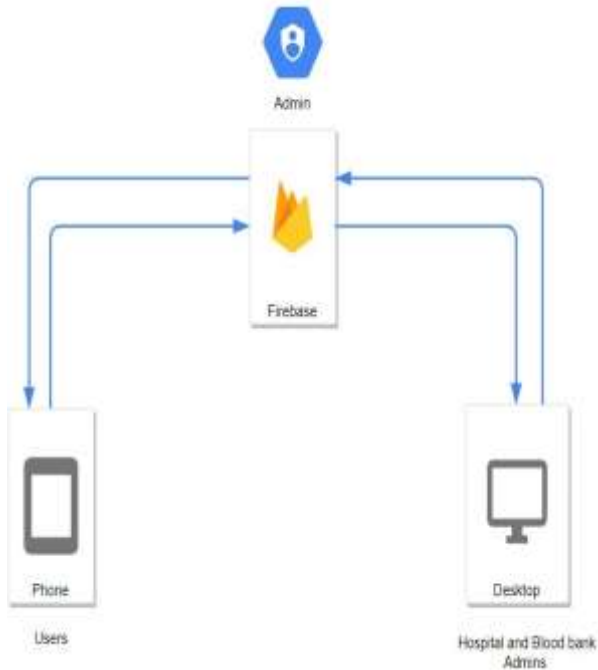 Admin
Firebase
Phone
Desktop
Users
Hospital and Blood bank
Admins